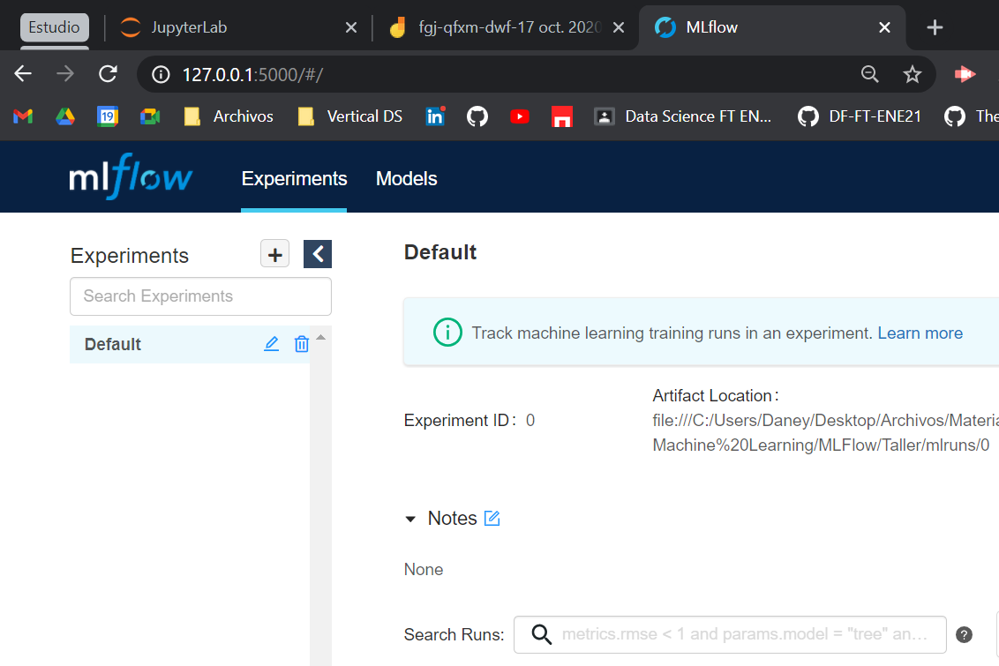 Estudio JupyterLab fgj-qfxm-dwf-17 oct. 2020 MLflow
127.0.0.1:5000/#/
19 Archivos Vertical DS in Data Science FT EN... DF-FT-ENE21 The
mlflow Experiments Models
Experiments
Default
Search Experiments
Track machine learning training runs in an experiment. Learn more
Default
Artifact Location:
Experiment ID: 0
file:///C:/Users/Daney/Desktop/Archivos/Materia
Machine%20Learning/MLFlow/Taller/mlruns/0
Notes
None
Search Runs: metrics.rmse < 1 and params.model = "tree" an...